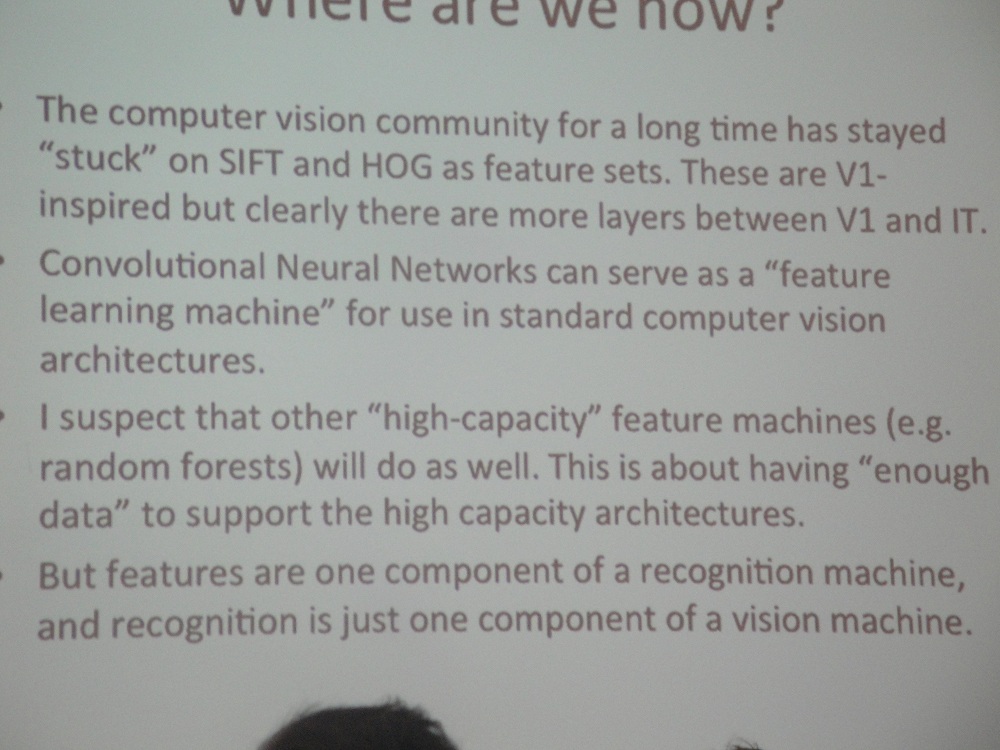 Where are we now?
• The computer vision community for a long time has stayed
“stuck” on SIFT and HOG as feature sets. These are V1-
inspired but clearly there are more layers between V1 and IT.
• Convolutional Neural Networks can serve as a “feature
learning machine” for use in standard computer vision
architectures.
• I suspect that other “high-capacity” feature machines (e.g.
random forests) will do as well. This is about having “enough
data” to support the high capacity architectures.
• But features are one component of a recognition machine,
and recognition is just one component of a vision machine.